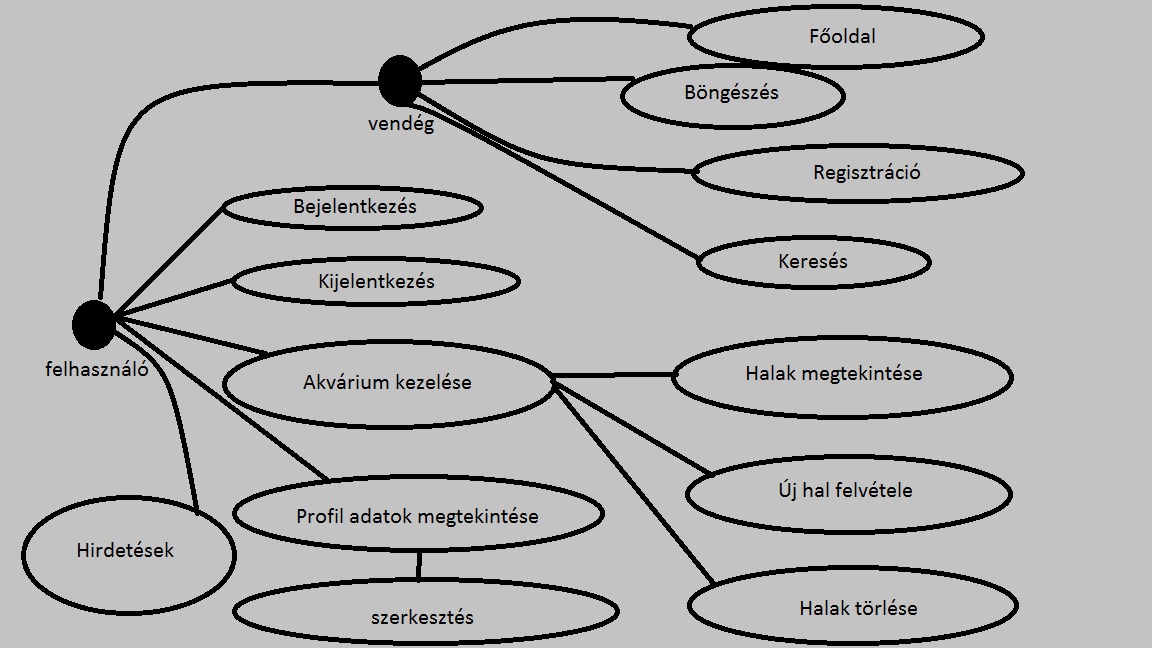 Főoldal
Böngészés
vendég
Regisztráció
Bejelentkezés
Keresés
Kijelentkezés
felhasználó
Akvárium kezelése
Halak megtekintése
Új hal felvétele
Profil adatok megtekintése
Hirdetések
Halak törlése
szerkesztés